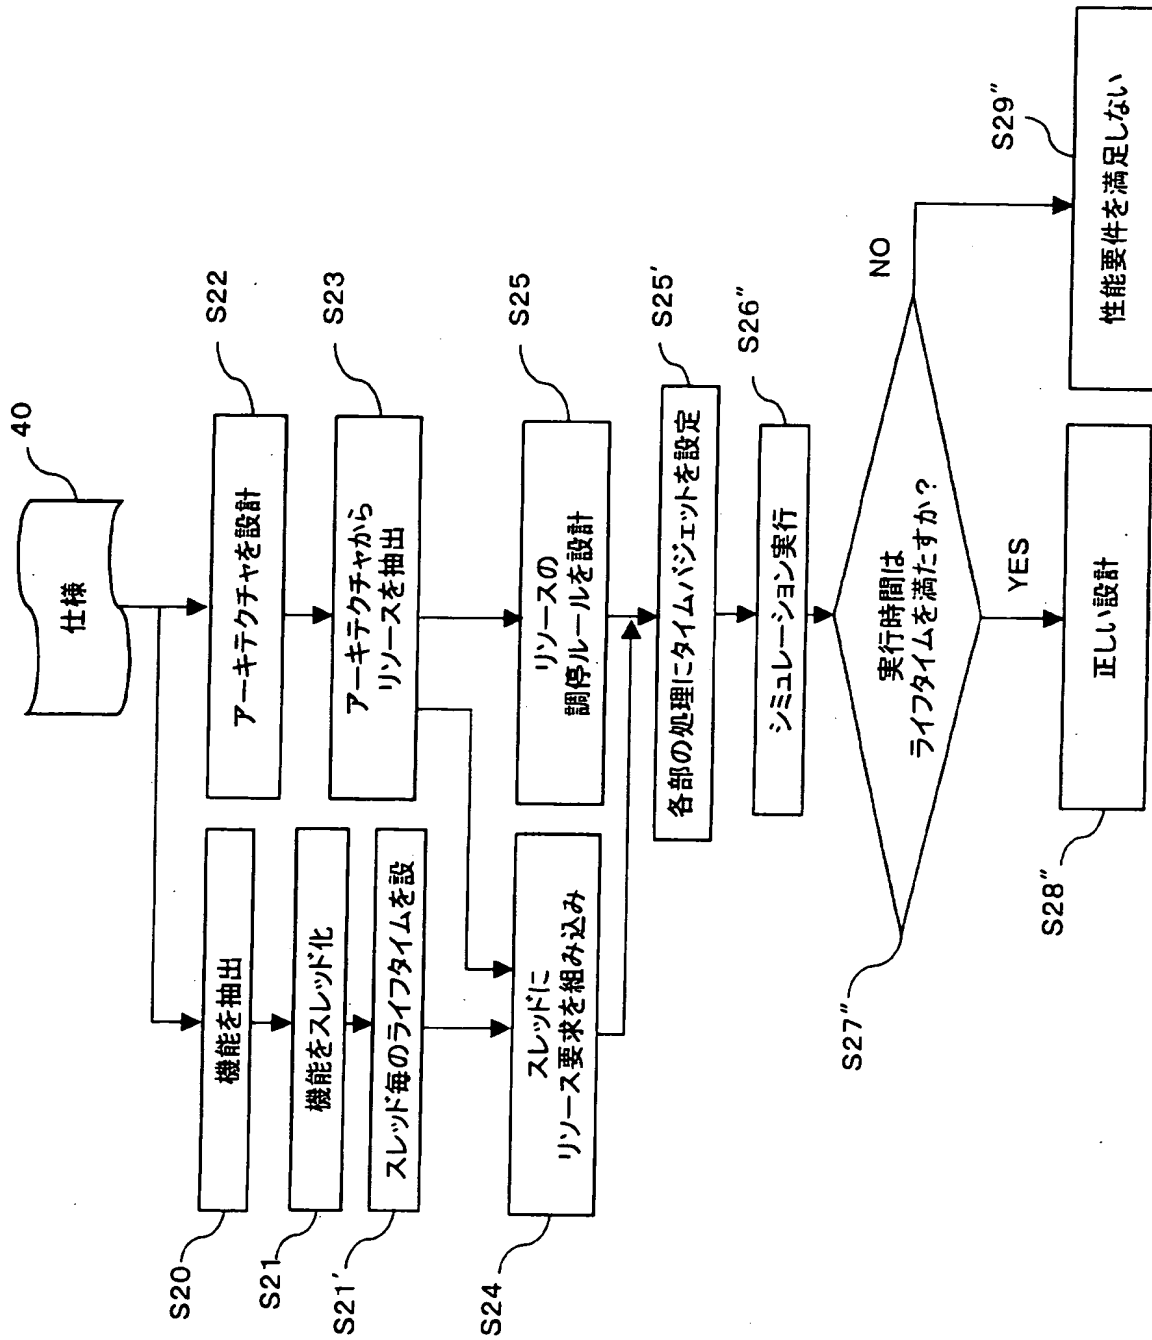 40
仕様
S22
アーキテクチャを設計
S20
機能を抽出
S23
アーキテクチャから
リソースを抽出
S21
機能をスレッド化
S21'
スレッド毎のライフタイムを設
S25
リソースの
調停ルールを設計
S24
スレッドに
リソース要求を組み込み
S25'
各部の処理にタイムバジェットを設定
S26"
シミュレーション実行
S27"
実行時間は
ライフタイムを満たすか？
NO
YES
S28"
正しい設計
S29"
性能要件を満足しない